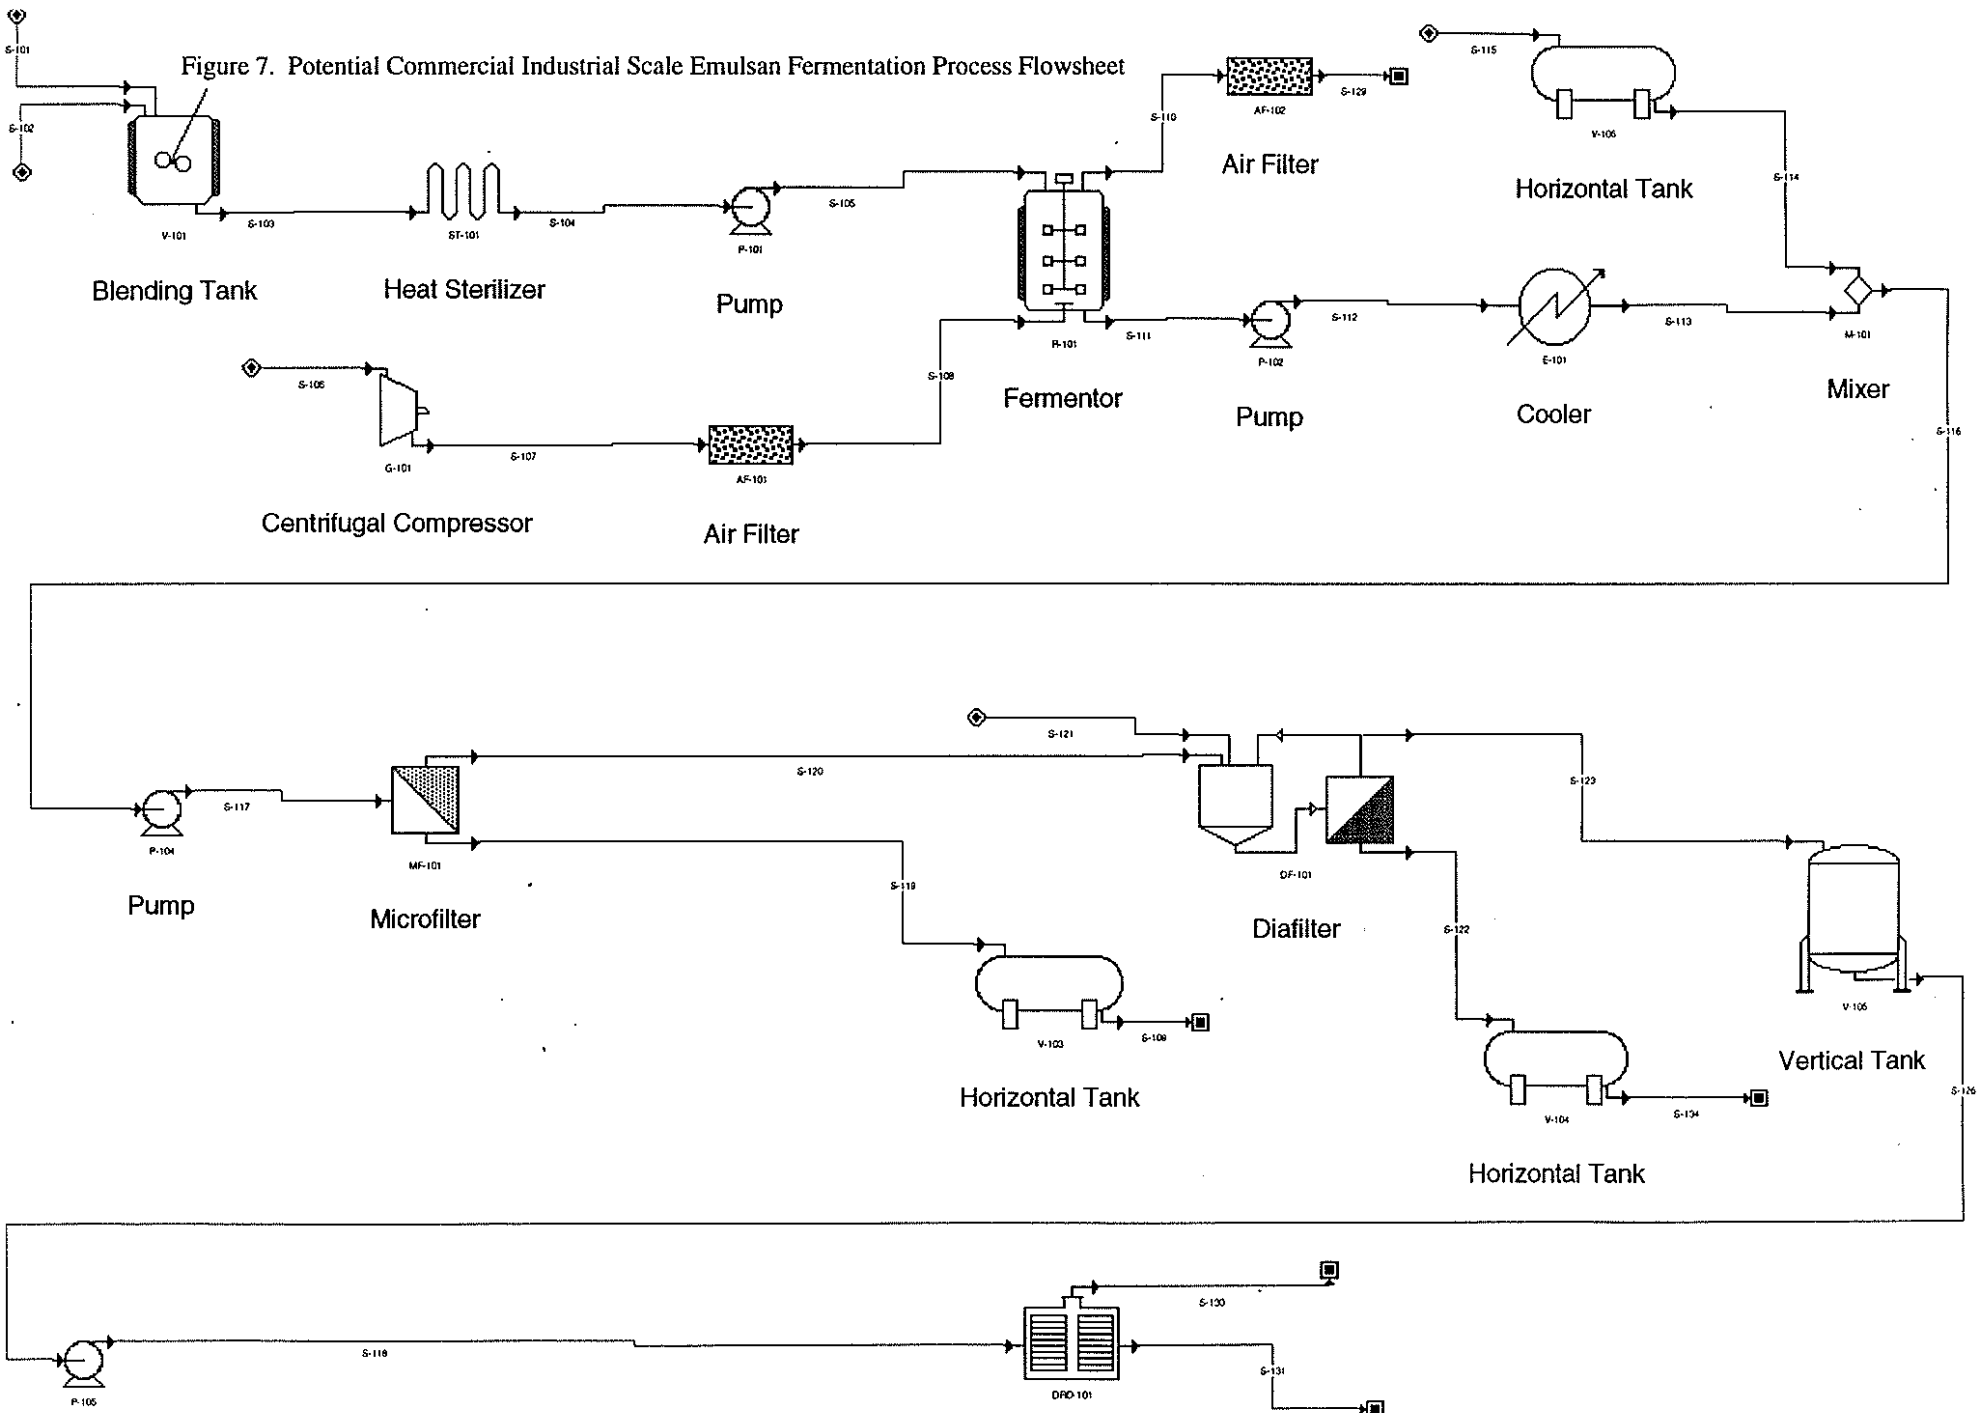 S-101
Figure 7. Potential Commercial Industrial Scale Emulsan Fermentation Process Flowsheet
S-102
V-101
Blending Tank
S-103
ST-101
Heat Sterilizer
S-104
P-101
Pump
S-105
S-110
AF-102
Air Filter
S-129
S-115
V-106
Horizontal Tank
S-114
R-101
Fermentor
S-111
P-102
Pump
S-112
E-101
Cooler
S-113
M-101
Mixer
S-116
S-106
G-101
Centrifugal Compressor
S-107
AF-101
Air Filter
S-108
P-104
Pump
S-117
MF-101
Microfilter
S-120
S-119
V-103
Horizontal Tank
S-109
S-121
DF-101
Diafilter
S-122
S-123
V-104
Horizontal Tank
S-134
V-105
Vertical Tank
S-126
P-105
S-118
DRD-101
S-130
S-131